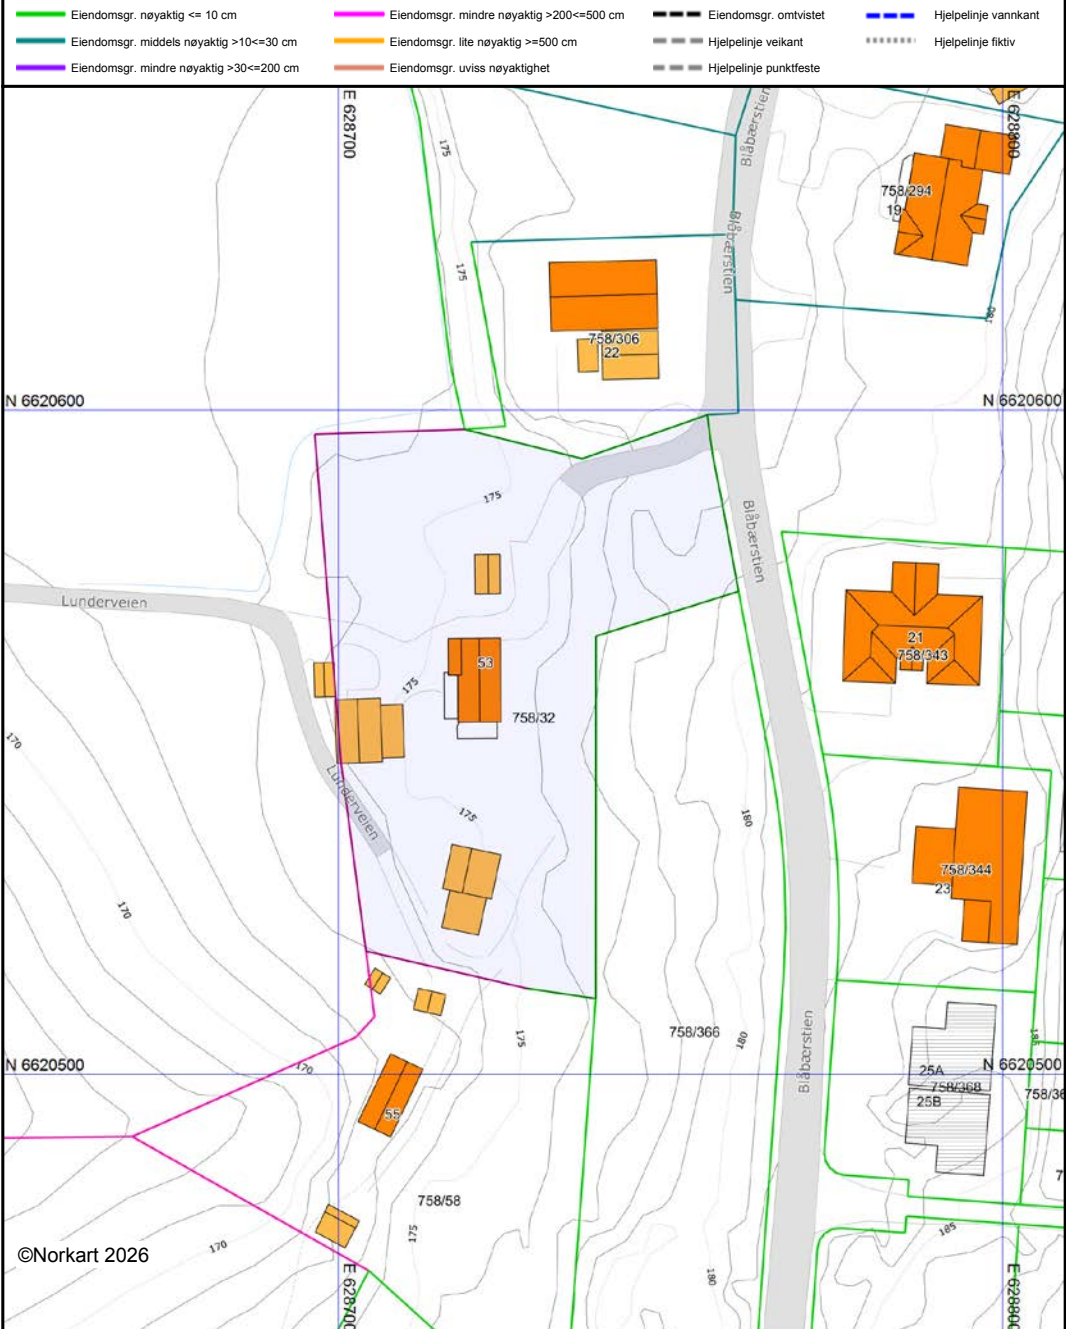 Eiendomsgr. nøyaktig <= 10 cm
Eiendomsgr. mindre nøyaktig >200<=500 cm
Eiendomsgr. omtvistet
Hjelpelinje vannkant
Eiendomsgr. middels nøyaktig >10<=30 cm
Eiendomsgr. lite nøyaktig >=500 cm
Hjelpelinje veikant
Hjelpelinje fiktiv
Eiendomsgr. mindre nøyaktig >30<=200 cm
Eiendomsgr. uviss nøyaktighet
Hjelpelinje punktfeste
E 628700
Blåbærstien
E 628800
175
758/294
19
Blåbærstien
175
180
758/306
22
N 6620600
N 6620600
175
Blåbærstien
Lunderveien
21
758/343
53
175
758/32
170
Lunderveien
175
180
758/344
23
170
175
758/366
180
Blåbærstien
185
170
N 6620500
N 6620500
25A
758/368
25B
758/36
55
7
758/58
175
185
170
180
©Norkart 2026
E 628700
E 628800